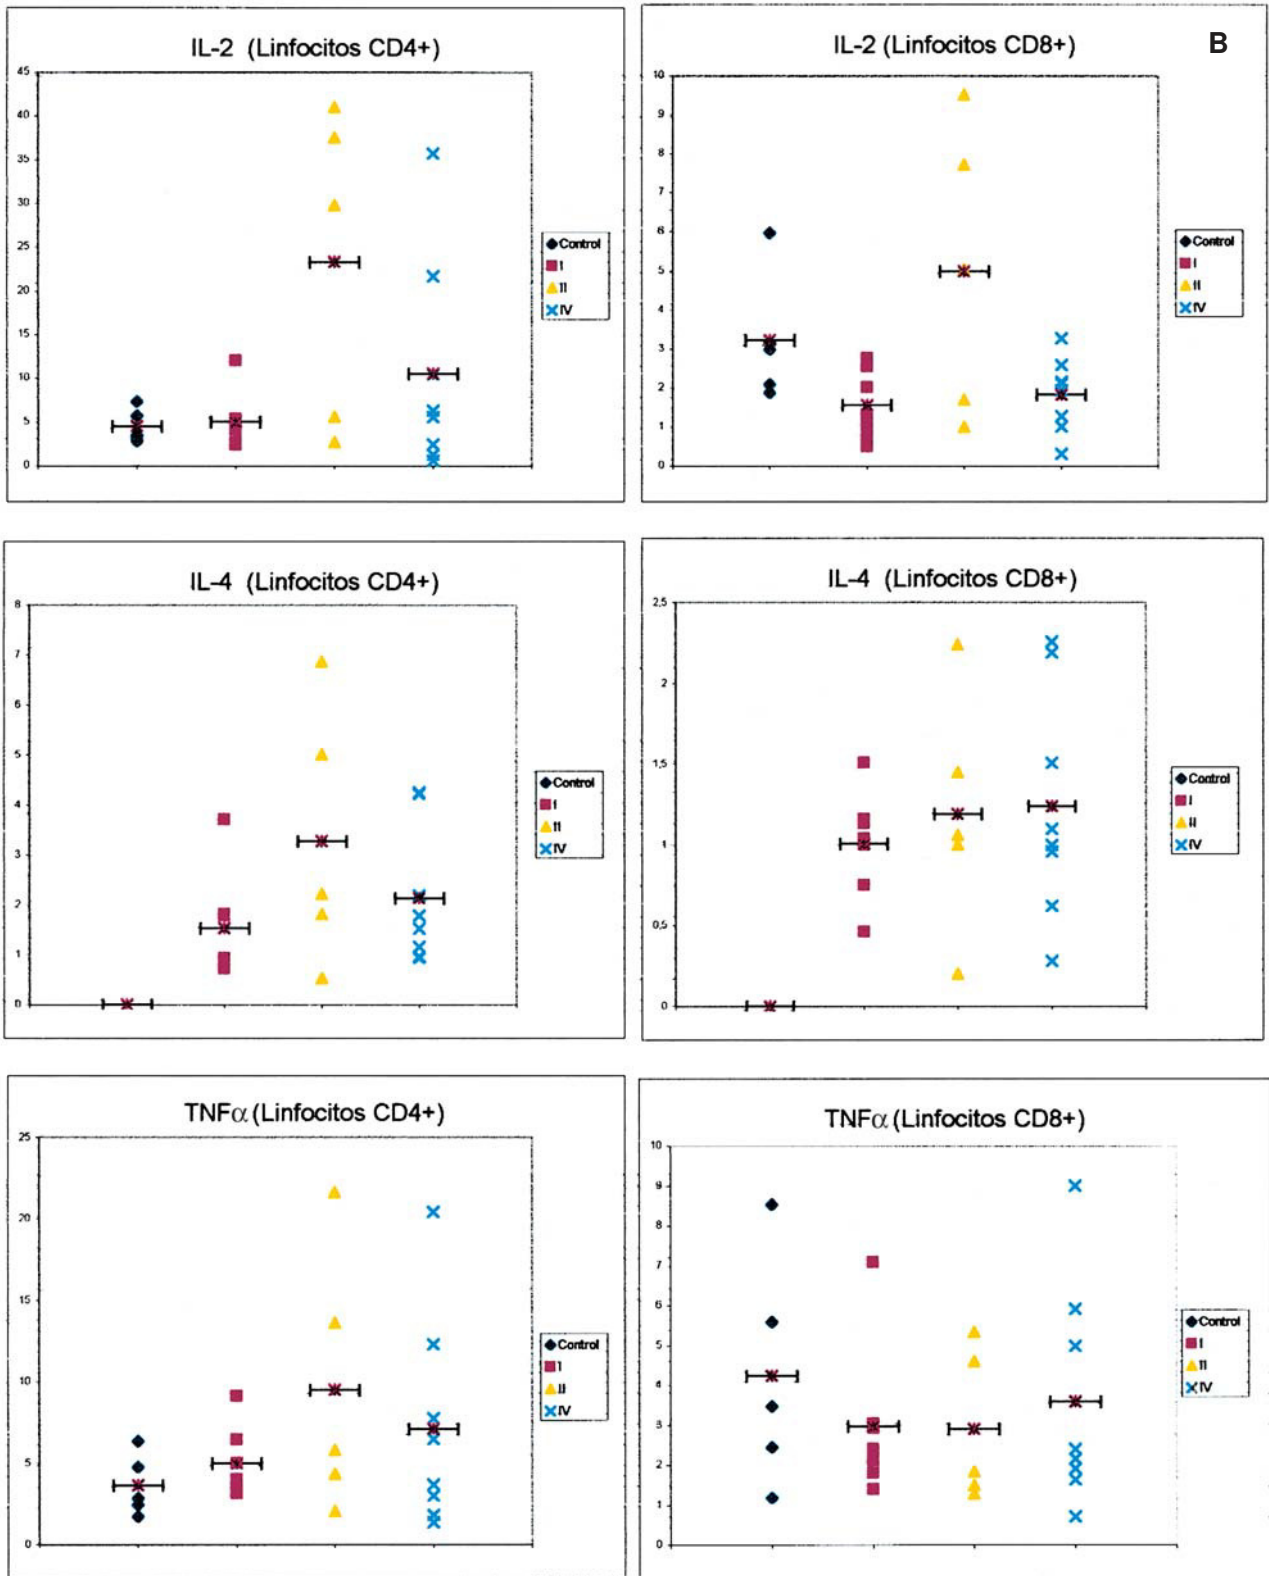 IL-2 (Linfocitos CD4+)
45
40
35
30
25
20
15
10
5
0
Control
I
II
IV
IL-2 (Linfocitos CD8+)
B
10
9
8
7
6
5
4
3
2
1
0
Control
I
II
IV
IL-4 (Linfocitos CD4+)
8
7
6
5
4
3
2
1
0
Control
I
II
IV
IL-4 (Linfocitos CD8+)
2,5
2
1,5
1
0,5
0
Control
I
II
IV
TNFα (Linfocitos CD4+)
25
20
15
10
5
0
Control
I
II
IV
TNFα (Linfocitos CD8+)
10
9
8
7
6
5
4
3
2
1
0
Control
I
II
IV